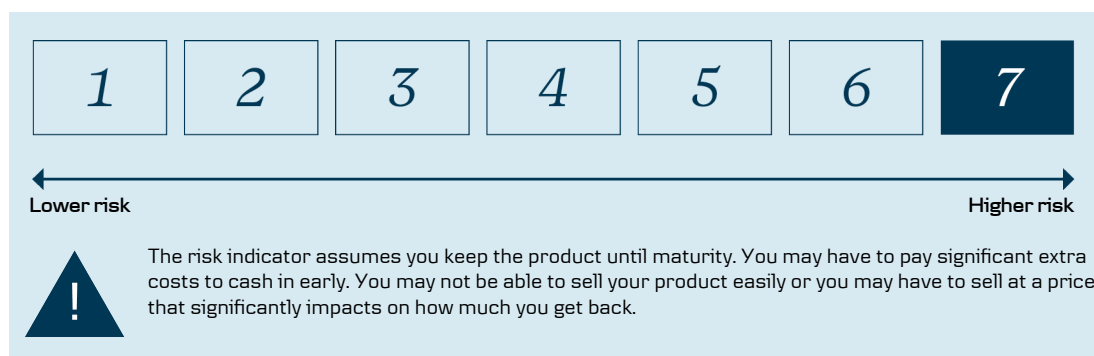 1 2 3 4 5 6 7
Lower risk Higher risk
The risk indicator assumes you keep the product until maturity. You may have to pay significant extra
costs to cash in early. You may not be able to sell your product easily or you may have to sell at a price
that significantly impacts on how much you get back.
!